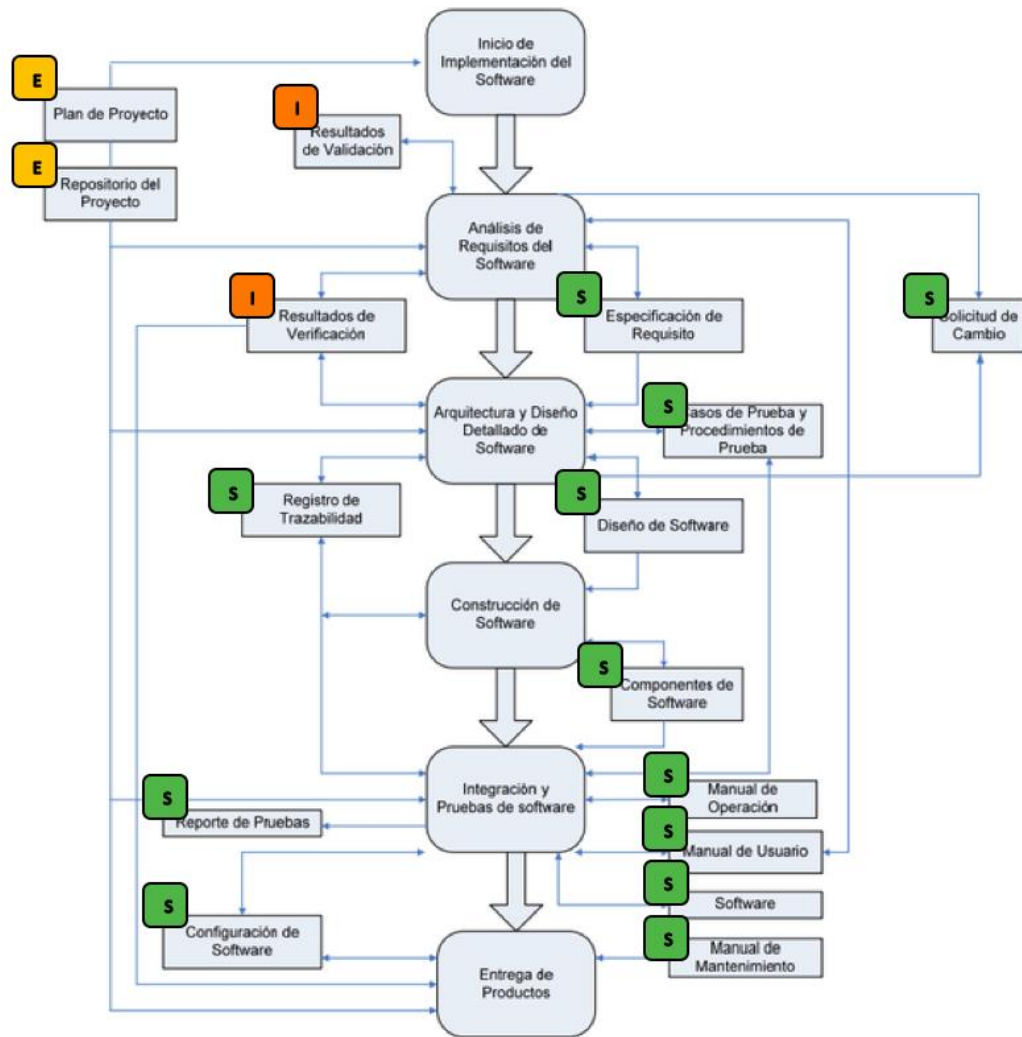 Inicio de
Implementación del
Software
E
Plan de Proyecto
I
Resultados
de Validación
E
Repositorio del
Proyecto
Análisis de
Requisitos del
Software
I
Resultados de
Verificación
S
Especificación de
Requisito
S
Solicitud de
Cambio
Arquitectura y Diseño
Detallado de
Software
S
Casos de Prueba y
Procedimientos de
Prueba
S
Registro de
Trazabilidad
S
Diseño de Software
Construcción de
Software
S
Componentes de
Software
Integración y
Pruebas de software
S
Manual de
Operación
S
Reporte de Pruebas
S
Manual de Usuario
S
Software
S
Configuración de
Software
S
Manual de
Mantenimiento
Entrega de
Productos